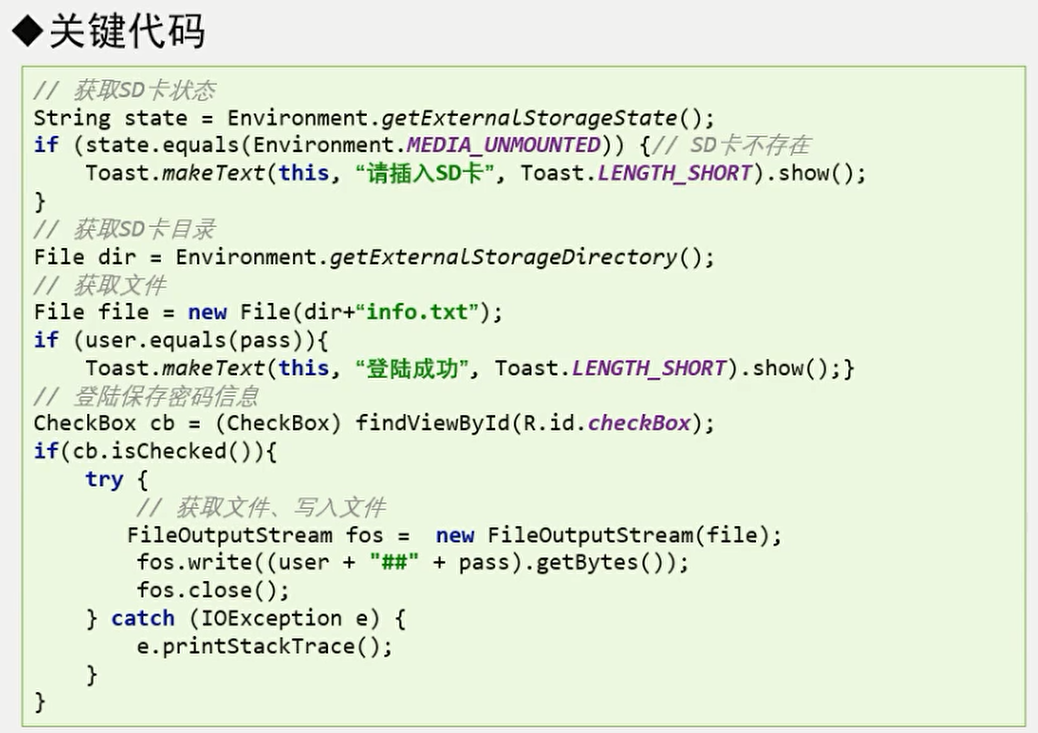 ◆关键代码
// 获取SD卡状态
String state = Environment.getExternalStorageState();
if (state.equals(Environment.MEDIA_UNMOUNTED)) {// SD卡不存在
    Toast.makeText(this, “请插入SD卡”, Toast.LENGTH_SHORT).show();
}
// 获取SD卡目录
File dir = Environment.getExternalStorageDirectory();
// 获取文件
File file = new File(dir+“info.txt”);
if (user.equals(pass)){
    Toast.makeText(this, “登陆成功”, Toast.LENGTH_SHORT).show();}
// 登陆保存密码信息
CheckBox cb = (CheckBox) findViewById(R.id.checkBox);
if(cb.isChecked()){
    try {
        // 获取文件、写入文件
        FileOutputStream fos =  new FileOutputStream(file);
        fos.write((user + "##" + pass).getBytes());
        fos.close();
    } catch (IOException e) {
        e.printStackTrace();
    }
}